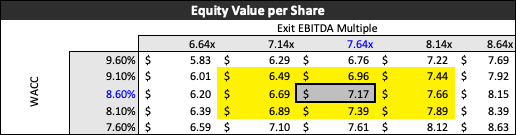 Equity Value per Share
Exit EBITDA Multiple
6.64x 7.14x 7.64x 8.14x 8.64x
WACC
9.60% $ 5.83 $ 6.29 $ 6.76 $ 7.22 $ 7.69
9.10% $ 6.01 $ 6.49 $ 6.96 $ 7.44 $ 7.92
8.60% $ 6.20 $ 6.69 $ 7.17 $ 7.66 $ 8.15
8.10% $ 6.39 $ 6.89 $ 7.39 $ 7.89 $ 8.39
7.60% $ 6.59 $ 7.10 $ 7.61 $ 8.12 $ 8.63